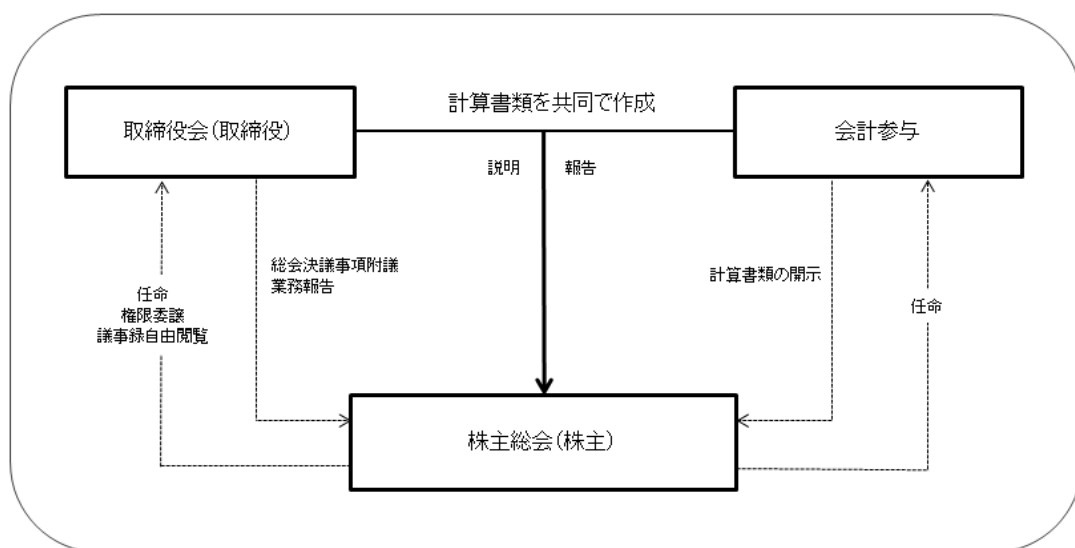 計算書類を共同で作成
取締役会(取締役)
会計参与
説明
報告
総会決議事項附議
業務報告
計算書類の開示
任命
権限委譲
議事録自由閲覧
任命
株主総会(株主)